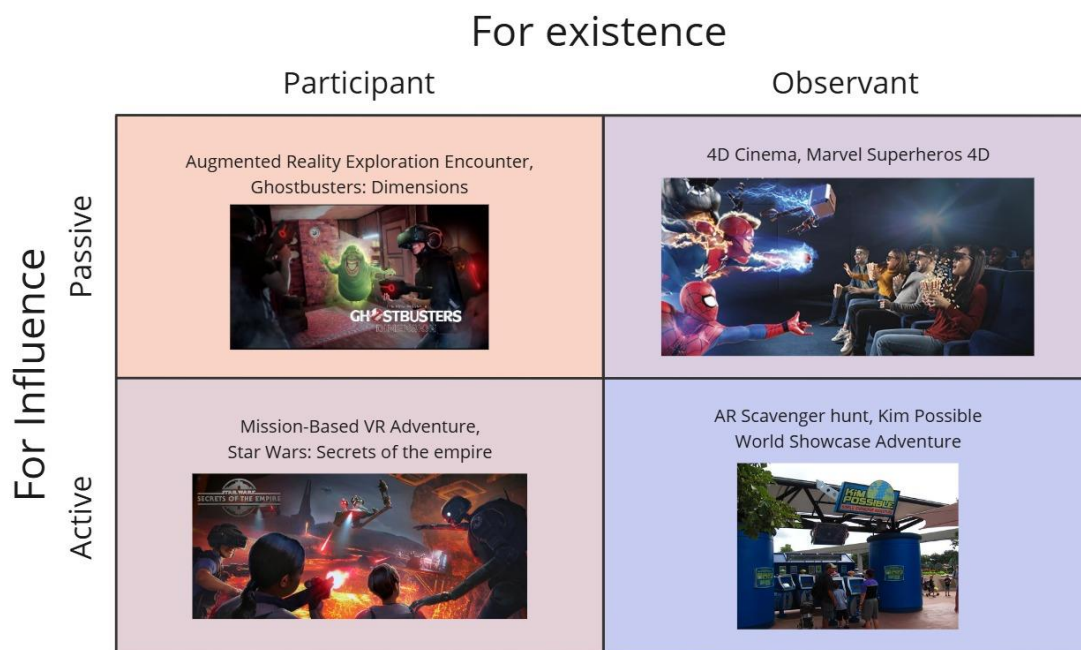 For existence
Participant
Observant
For Influence
Passive
Augmented Reality Exploration Encounter,
Ghostbusters: Dimensions
GHOSTBUSTERS
4D Cinema, Marvel Superheros 4D
Active
Mission-Based VR Adventure,
Star Wars: Secrets of the empire
STAR WARS
SECRETS OF THE EMPIRE
AR Scavenger hunt, Kim Possible
World Showcase Adventure
KIM
POSSIBLE